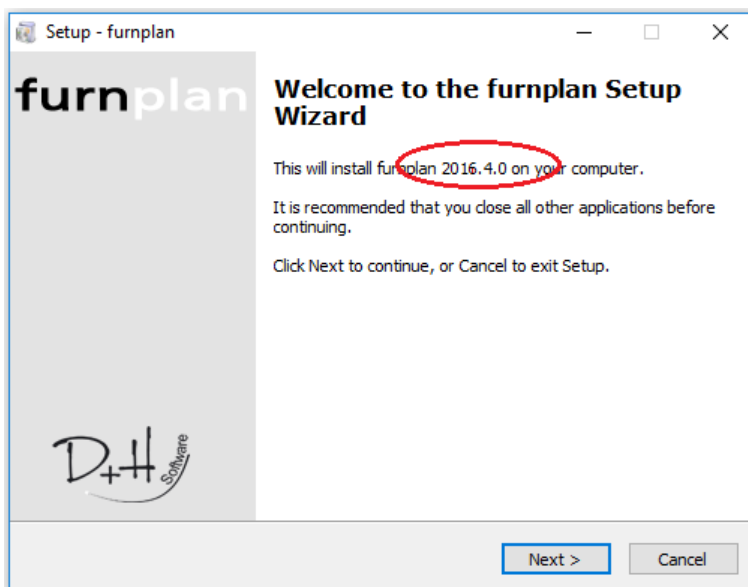 Setup - furnplan
furnplan
Welcome to the furnplan Setup
Wizard
This will install furnplan 2016.4.0 on your computer.
It is recommended that you close all other applications before
continuing.
Click Next to continue, or Cancel to exit Setup.
D+H Software
Next >
Cancel